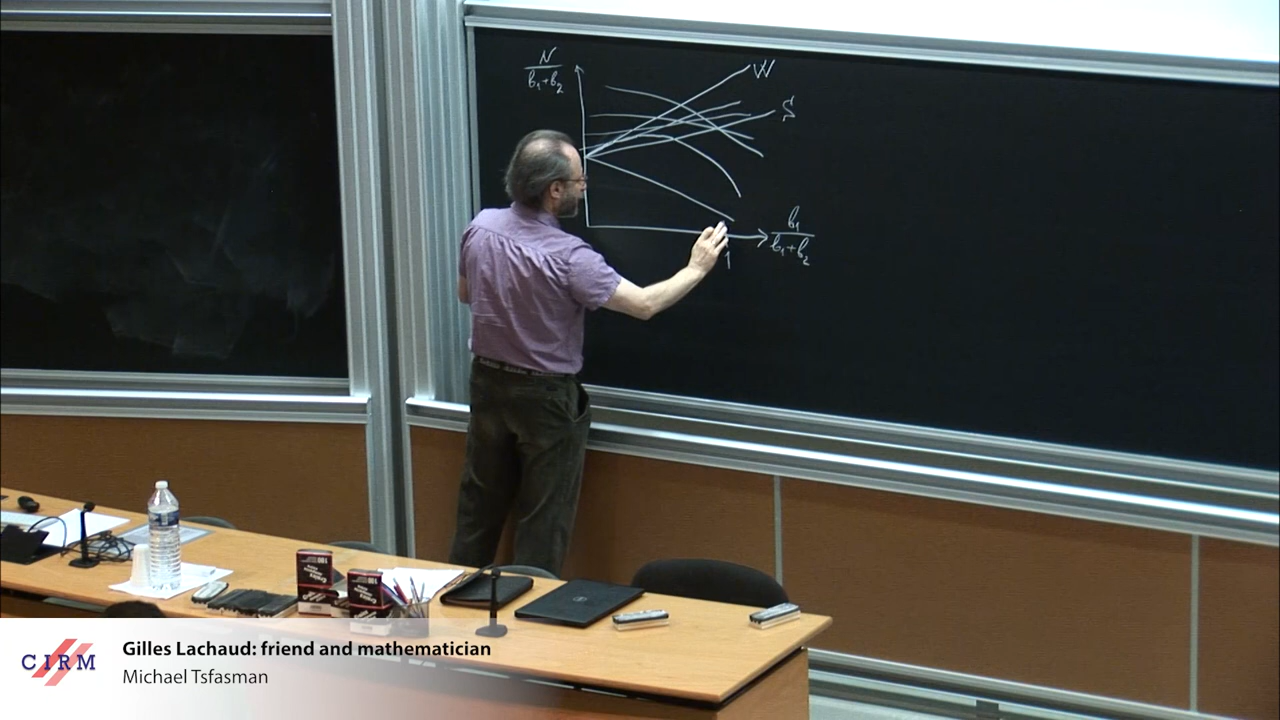 N
b₁+b₂
W
S
b₁
b₁+b₂
1
CIRM
Gilles Lachaud: friend and mathematician
Michael Tsfasman